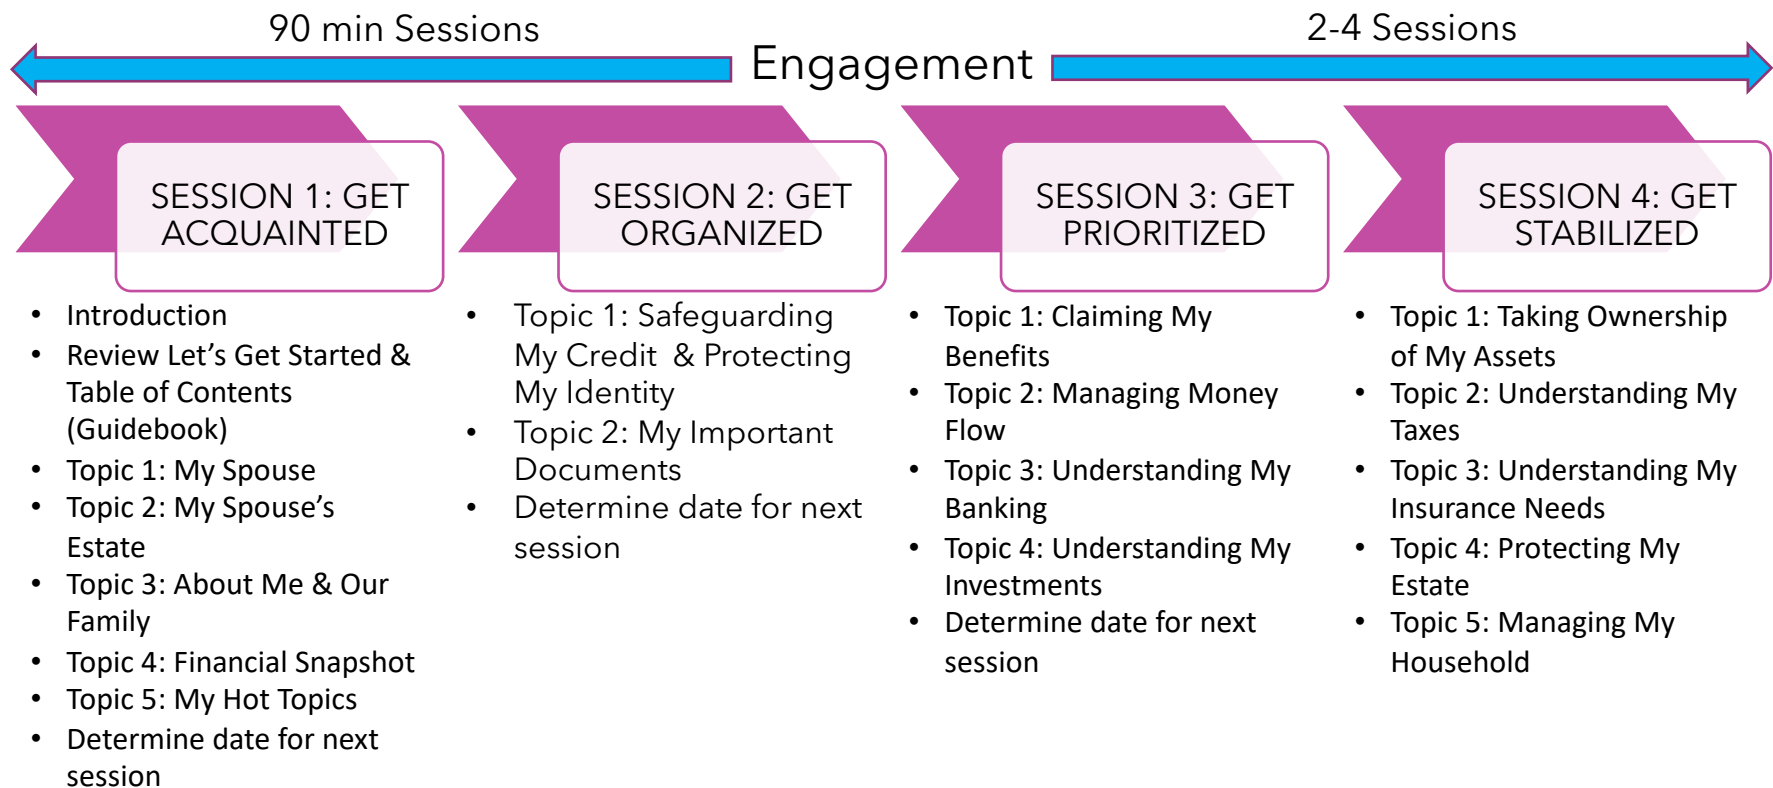 90 min Sessions
Engagement
2-4 Sessions
SESSION 1: GET
ACQUAINTED
• Introduction
• Review Let’s Get Started &
Table of Contents
(Guidebook)
• Topic 1: My Spouse
• Topic 2: My Spouse’s
Estate
• Topic 3: About Me & Our
Family
• Topic 4: Financial Snapshot
• Topic 5: My Hot Topics
• Determine date for next
session
SESSION 2: GET
ORGANIZED
• Topic 1: Safeguarding
My Credit & Protecting
My Identity
• Topic 2: My Important
Documents
• Determine date for next
session
SESSION 3: GET
PRIORITIZED
• Topic 1: Claiming My
Benefits
• Topic 2: Managing Money
Flow
• Topic 3: Understanding My
Banking
• Topic 4: Understanding My
Investments
• Determine date for next
session
SESSION 4: GET
STABILIZED
• Topic 1: Taking Ownership
of My Assets
• Topic 2: Understanding My
Taxes
• Topic 3: Understanding My
Insurance Needs
• Topic 4: Protecting My
Estate
• Topic 5: Managing My
Household